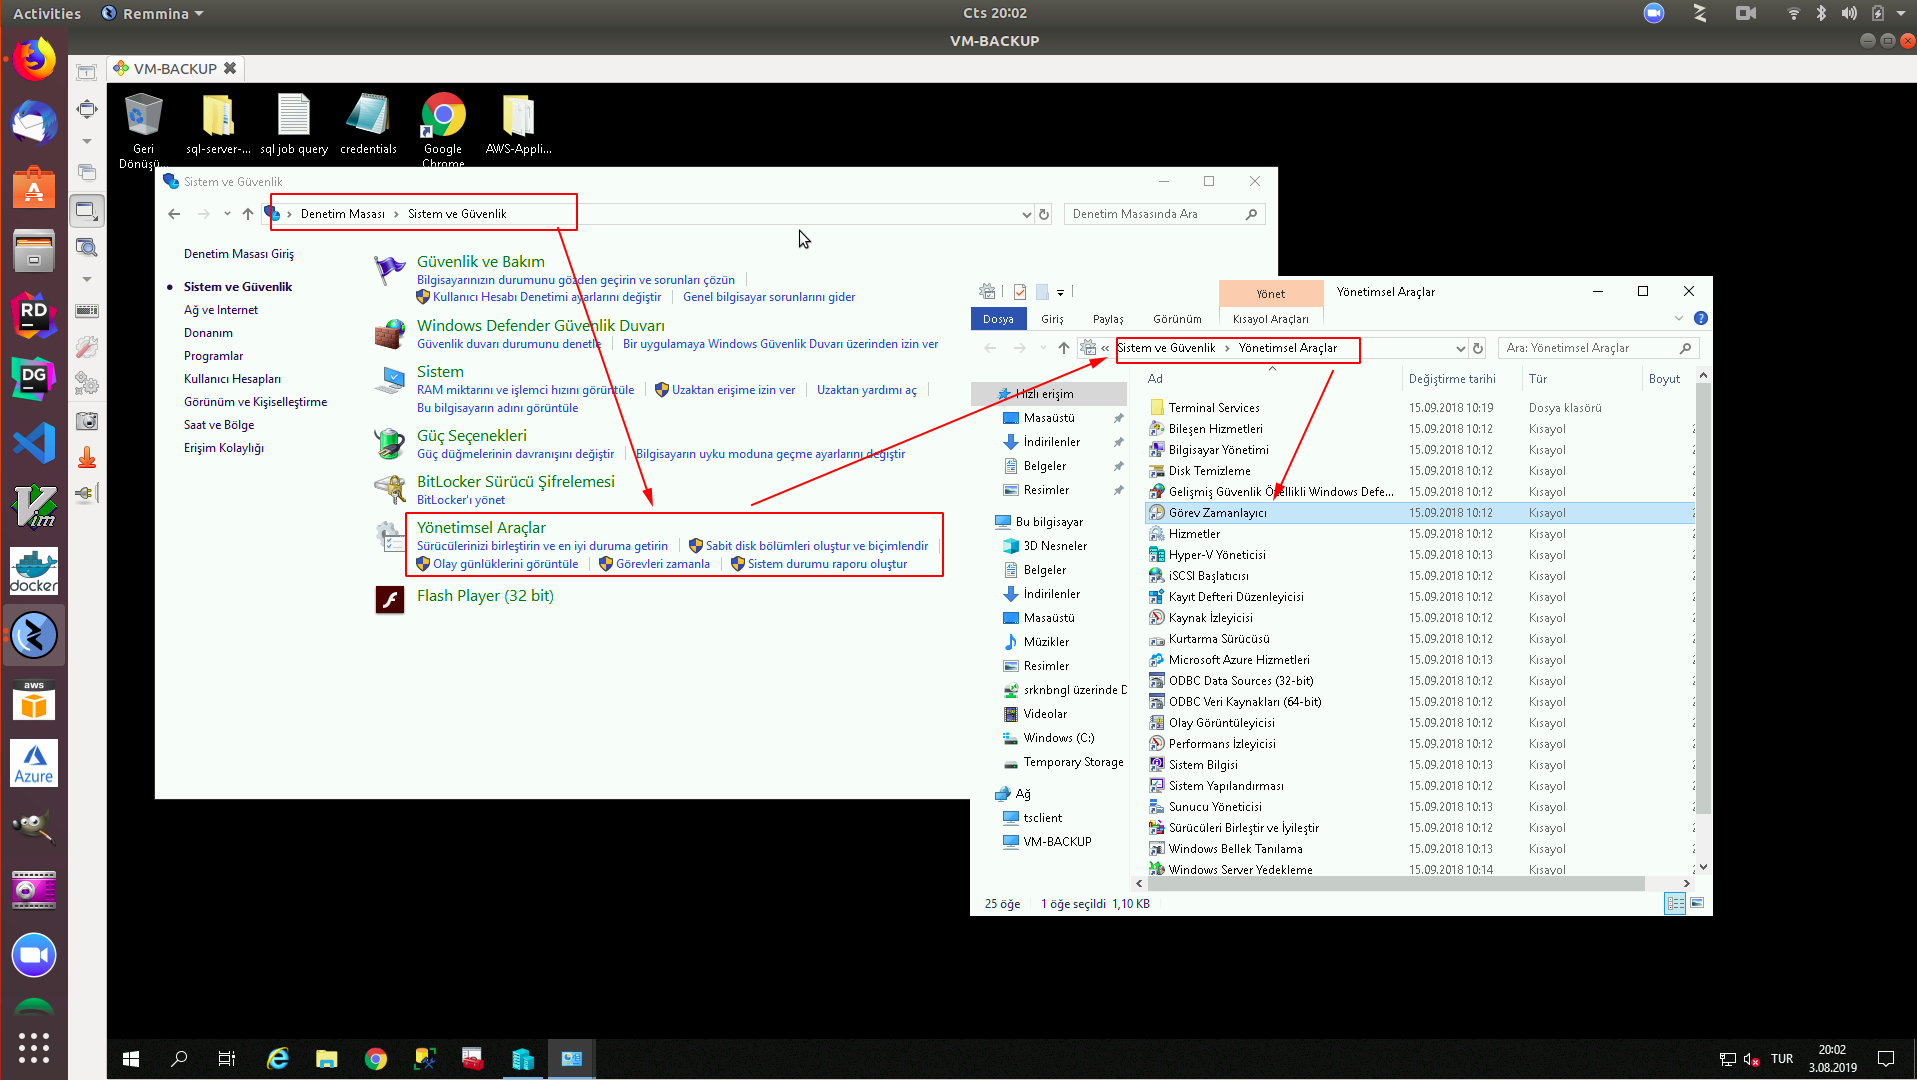 Activities
Remmina
Cts 20:02
VM-BACKUP
VM-BACKUP
Geri
Dönüşü...
sql-server-...
sql job query
credentials
Google
Chrome
AWS-Appli...
Sistem ve Güvenlik
Denetim Masası > Sistem ve Güvenlik
Denetim Masasında Ara
Denetim Masası Giriş
Sistem ve Güvenlik
Ağ ve Internet
Donanım
Programlar
Kullanıcı Hesapları
Görünüm ve Kişiselleştirme
Saat ve Bölge
Erişim Kolaylığı
Güvenlik ve Bakım
Bilgisayarınızın durumunu gözden geçirin ve sorunları çözün
Kullanıcı Hesabı Denetimi ayarlarını değiştir
Genel bilgisayar sorunlarını gider
Windows Defender Güvenlik Duvarı
Güvenlik duvarı durumunu denetle
Bir uygulamaya Windows Güvenlik Duvarı üzerinden izin ver
Sistem
RAM miktarını ve işlemci hızını görüntüle
Uzaktan erişime izin ver
Uzaktan yardımı aç
Bu bilgisayarın adını görüntüle
Güç Seçenekleri
Güç düğmelerinin davranışını değiştir
Bilgisayarın uyku moduna geçme ayarlarını değiştir
BitLocker Sürücü Şifrelemesi
BitLocker'ı yönet
Yönetimsel Araçlar
Sürücülerinizi birleştirin ve en iyi duruma getirin
Sabit disk bölümleri oluştur ve biçimlendir
Olay günlüklerini görüntüle
Görevleri zamanla
Sistem durumu raporu oluştur
Flash Player (32 bit)
Yönet
Yönetimsel Araçlar
Dosya
Giriş
Paylaş
Görünüm
Kısayol Araçları
« Sistem ve Güvenlik > Yönetimsel Araçlar
Ara: Yönetimsel Araçlar
Hızlı erişim
Masaüstü
İndirilenler
Belgeler
Resimler
Bu bilgisayar
3D Nesneler
Belgeler
İndirilenler
Masaüstü
Müzikler
Resimler
srknbngl üzerinde D
Videolar
Windows (C:)
Temporary Storage
Ağ
tsclient
VM-BACKUP
Ad Değiştirme tarihi Tür Boyut
Terminal Services 15.09.2018 10:19 Dosya klasörü
Bileşen Hizmetleri 15.09.2018 10:12 Kısayol
Bilgisayar Yönetimi 15.09.2018 10:12 Kısayol
Disk Temizleme 15.09.2018 10:12 Kısayol
Gelişmiş Güvenlik Özellikli Windows Defe... 15.09.2018 10:12 Kısayol
Görev Zamanlayıcı 15.09.2018 10:12 Kısayol
Hizmetler 15.09.2018 10:12 Kısayol
Hyper-V Yöneticisi 15.09.2018 10:13 Kısayol
iSCSI Başlatıcısı 15.09.2018 10:12 Kısayol
Kayıt Defteri Düzenleyicisi 15.09.2018 10:12 Kısayol
Kaynak İzleyicisi 15.09.2018 10:12 Kısayol
Kurtarma Sürücüsü 15.09.2018 10:12 Kısayol
Microsoft Azure Hizmetleri 15.09.2018 10:13 Kısayol
ODBC Data Sources (32-bit) 15.09.2018 10:12 Kısayol
ODBC Veri Kaynakları (64-bit) 15.09.2018 10:12 Kısayol
Olay Görüntüleyicisi 15.09.2018 10:12 Kısayol
Performans İzleyicisi 15.09.2018 10:12 Kısayol
Sistem Bilgisi 15.09.2018 10:13 Kısayol
Sistem Yapılandırması 15.09.2018 10:12 Kısayol
Sunucu Yöneticisi 15.09.2018 10:13 Kısayol
Sürücüleri Birleştir ve İyileştir 15.09.2018 10:12 Kısayol
Windows Bellek Tanılama 15.09.2018 10:13 Kısayol
Windows Server Yedekleme 15.09.2018 10:14 Kısayol
25 öğe
1 öğe seçildi 1,10 KB
RD
DG
Vim
docker
aws
Azure
TUR
20:02
3.08.2019